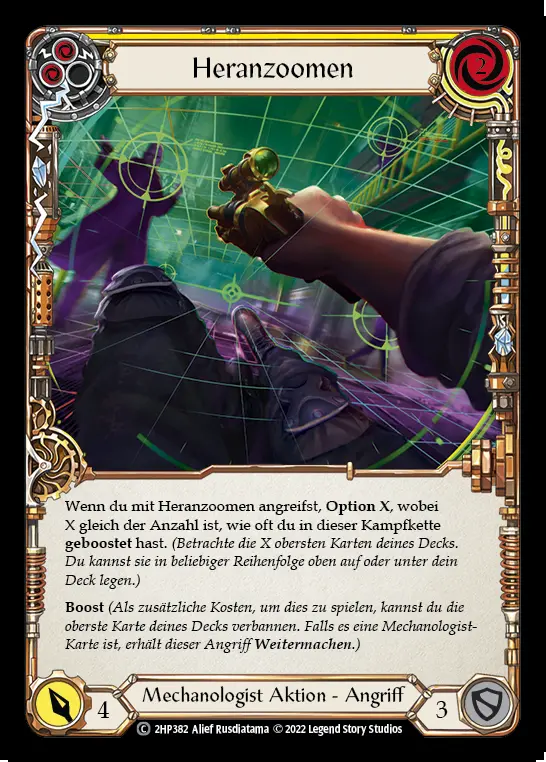 Heranzoomen
2
Wenn du mit Heranzoomen angreifst, Option X, wobei
X gleich der Anzahl ist, wie oft du in dieser Kampfkette
geboostet hast. (Betrachte die X obersten Karten deines Decks.
Du kannst sie in beliebiger Reihenfolge oben auf oder unter dein
Deck legen.)
Boost (Als zusätzliche Kosten, um dies zu spielen, kannst du die
oberste Karte deines Decks verbannen. Falls es eine Mechanologist-
Karte ist, erhält dieser Angriff Weitermachen.)
4 Mechanologist Aktion - Angriff 3
C 2HP382 Alief Rusdiatama © 2022 Legend Story Studios